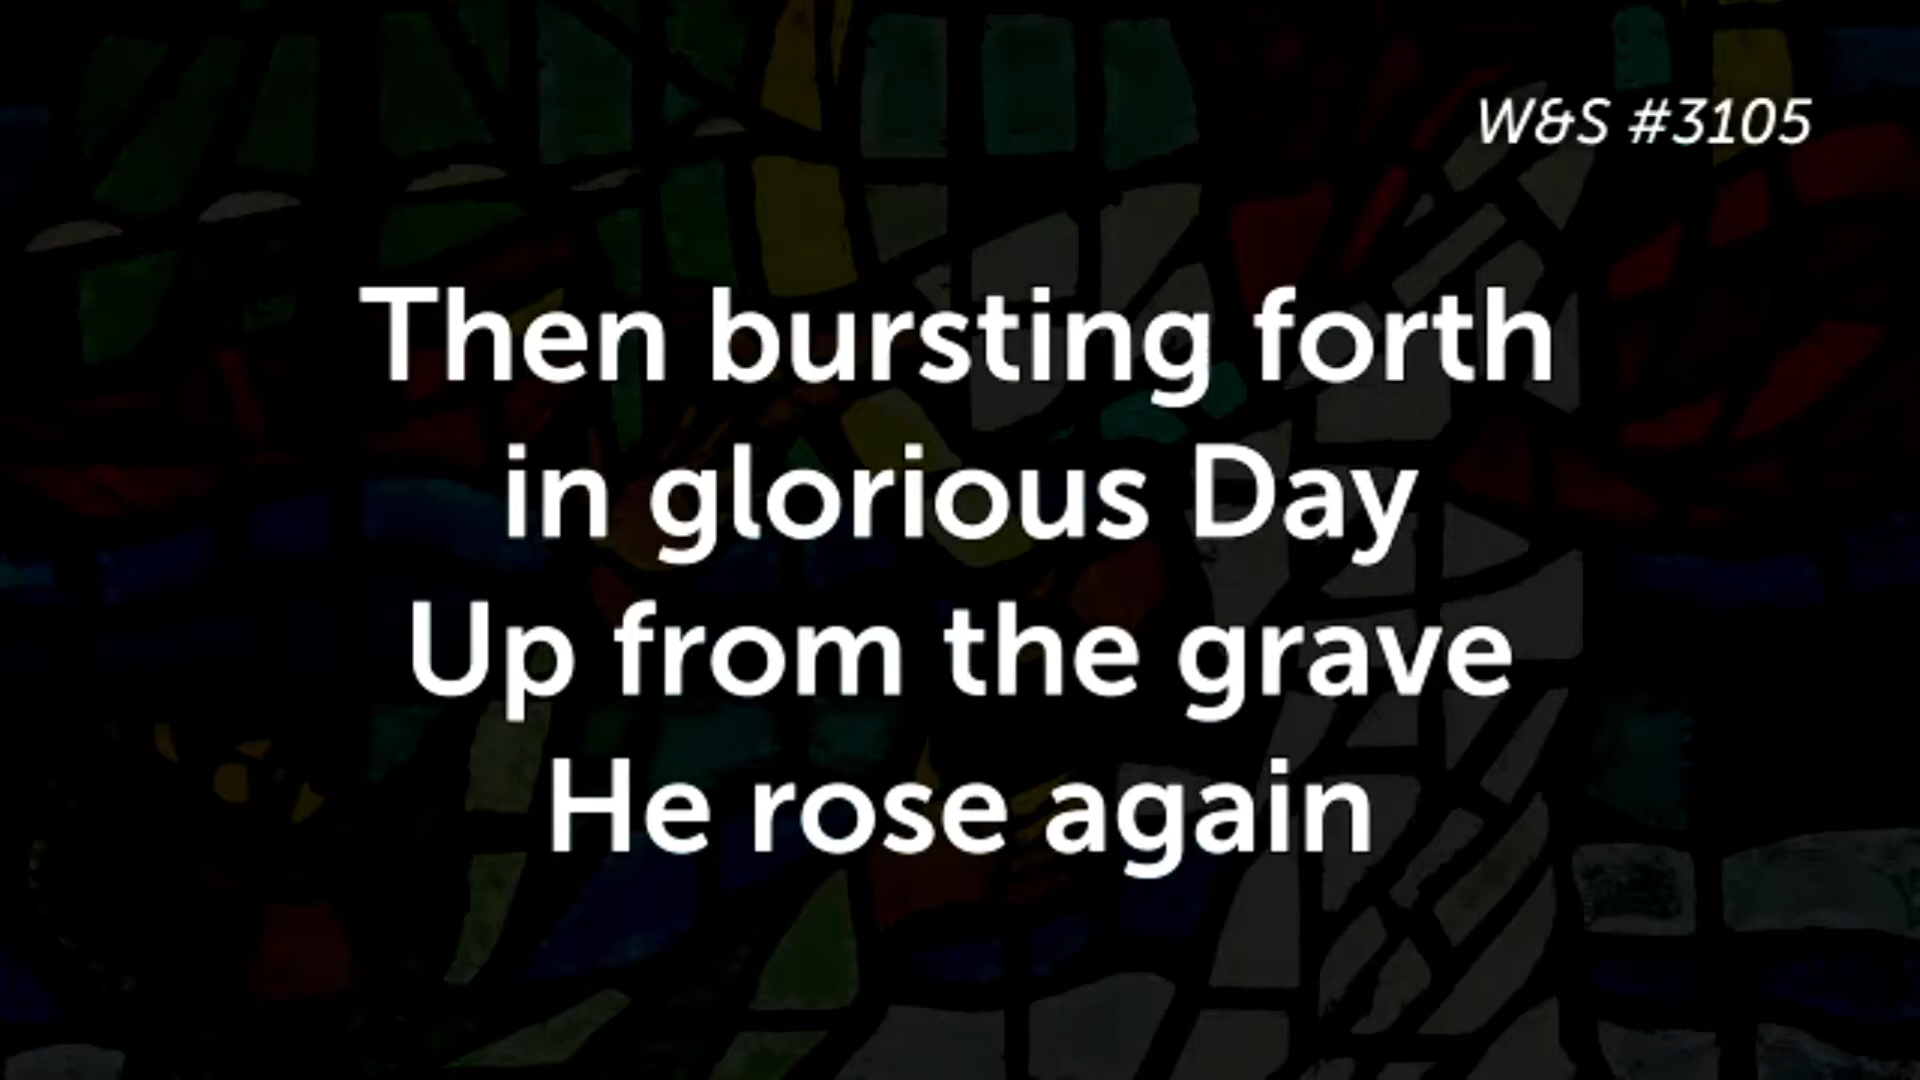 W&S #3105
Then bursting forth
in glorious Day
Up from the grave
He rose again